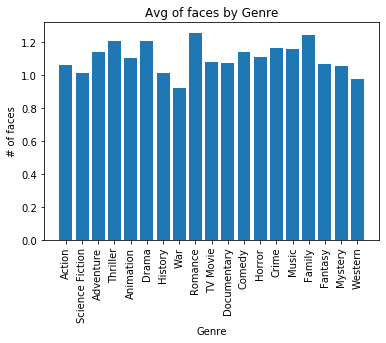 Avg of faces by Genre
# of faces
1.2
1.0
0.8
0.6
0.4
0.2
0.0
Action
Science Fiction
Adventure
Thriller
Animation
Drama
History
War
Romance
TV Movie
Documentary
Comedy
Horror
Crime
Music
Family
Fantasy
Mystery
Western
Genre